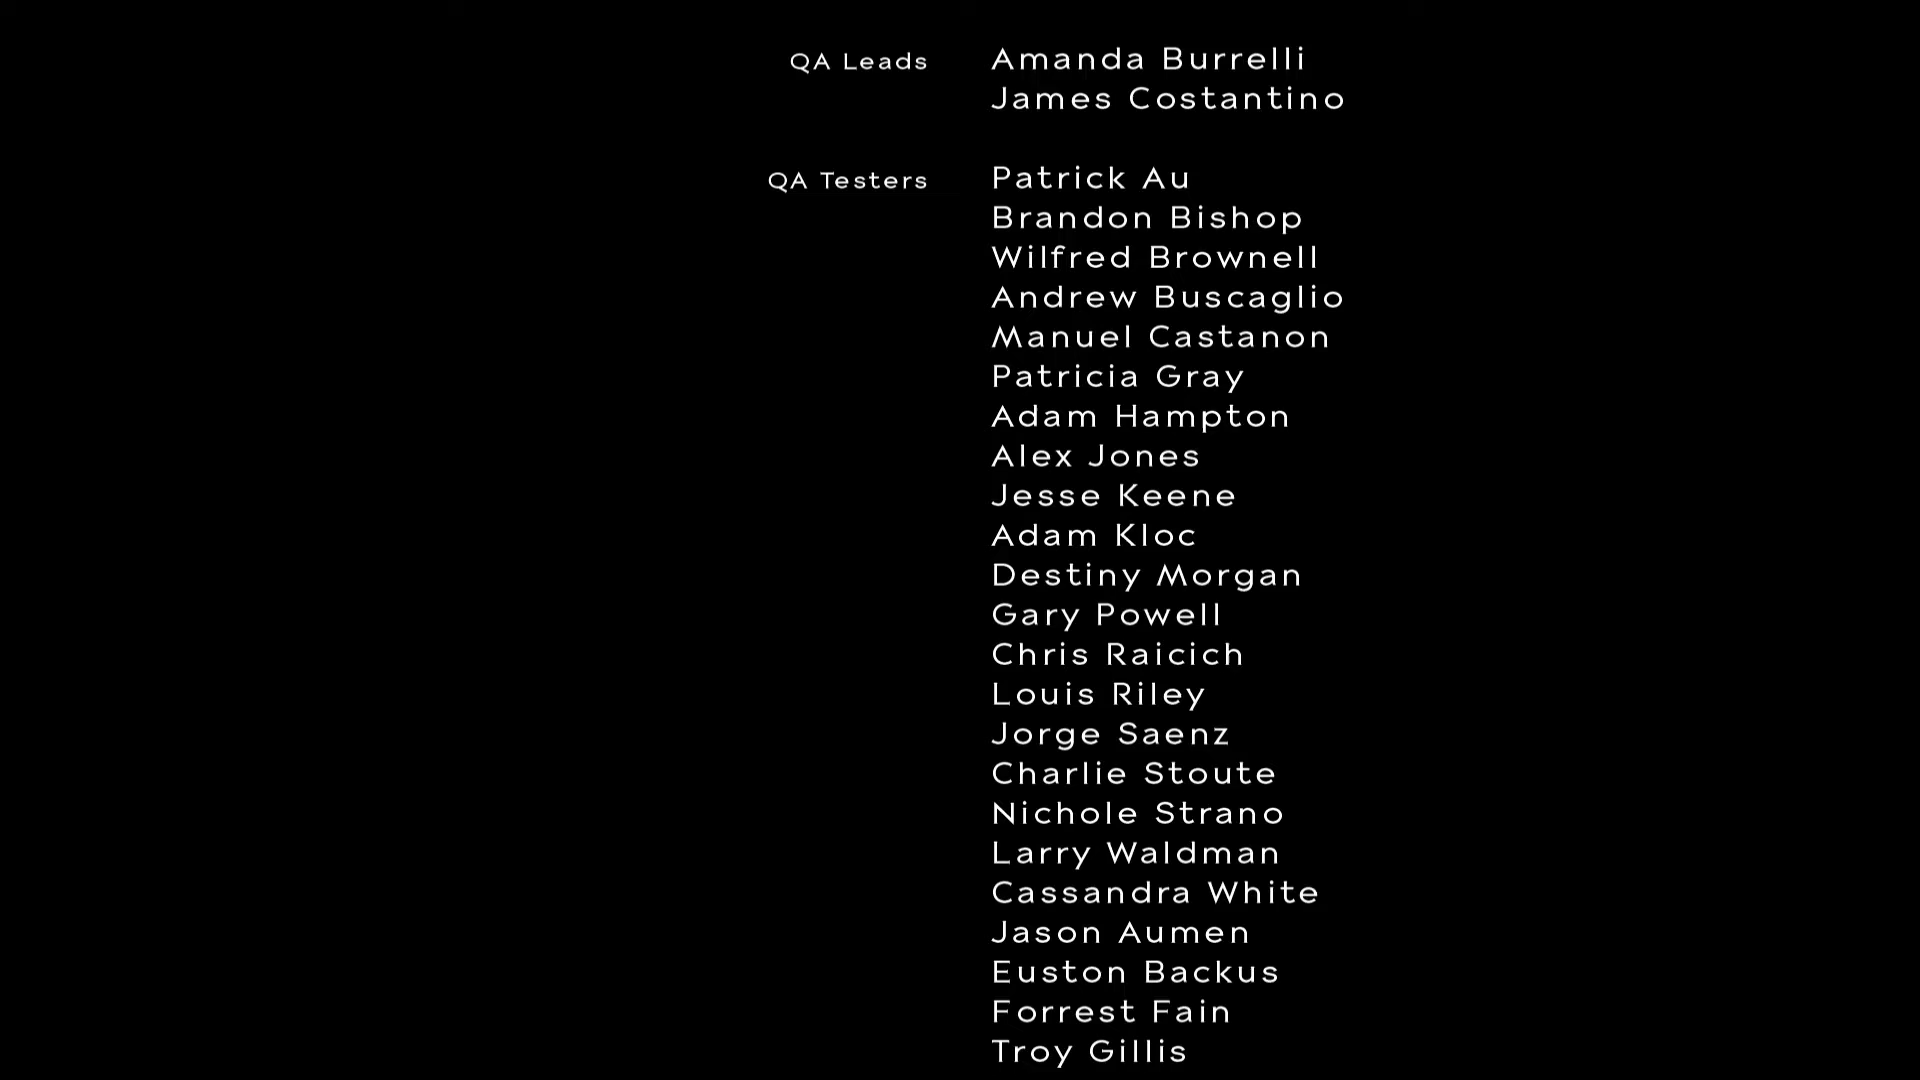 QA Leads Amanda Burrelli
James Costantino
QA Testers Patrick Au
Brandon Bishop
Wilfred Brownell
Andrew Buscaglio
Manuel Castanon
Patricia Gray
Adam Hampton
Alex Jones
Jesse Keene
Adam Kloc
Destiny Morgan
Gary Powell
Chris Raicich
Louis Riley
Jorge Saenz
Charlie Stoute
Nichole Strano
Larry Waldman
Cassandra White
Jason Aumen
Euston Backus
Forrest Fain
Troy Gillis